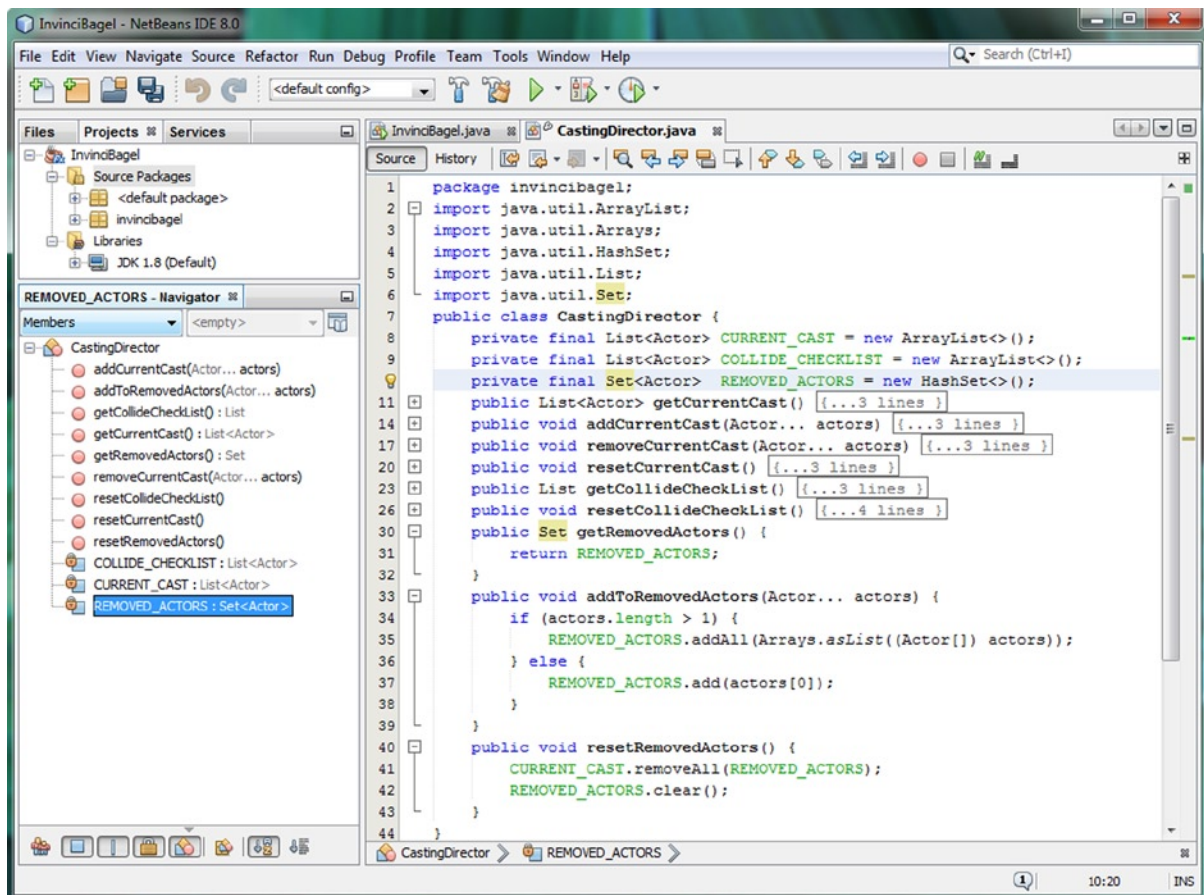 InvinciBagel - NetBeans IDE 8.0
File Edit View Navigate Source Refactor Run Debug Profile Team Tools Window Help
Search (Ctrl+I)
<default config>
Files Projects Services
InvinciBagel
Source Packages
<default package>
invincibagel
Libraries
JDK 1.8 (Default)
REMOVED_ACTORS - Navigator
Members
<empty>
CastingDirector
addCurrentCast(Actor... actors)
addToRemovedActors(Actor... actors)
getCollideCheckList() : List
getCurrentCast() : List<Actor>
getRemovedActors() : Set
removeCurrentCast(Actor... actors)
resetCollideCheckList()
resetCurrentCast()
resetRemovedActors()
COLLIDE_CHECKLIST : List<Actor>
CURRENT_CAST : List<Actor>
REMOVED_ACTORS : Set<Actor>
InvinciBagel.java CastingDirector.java
Source History
1 package invincibagel;
2 import java.util.ArrayList;
3 import java.util.Arrays;
4 import java.util.HashSet;
5 import java.util.List;
6 import java.util.Set;
7 public class CastingDirector {
8 private final List<Actor> CURRENT_CAST = new ArrayList<>();
9 private final List<Actor> COLLIDE_CHECKLIST = new ArrayList<>();
private final Set<Actor> REMOVED_ACTORS = new HashSet<>();
11 public List<Actor> getCurrentCast() {...3 lines }
14 public void addCurrentCast(Actor... actors) {...3 lines }
17 public void removeCurrentCast(Actor... actors) {...3 lines }
20 public void resetCurrentCast() {...3 lines }
23 public List getCollideCheckList() {...3 lines }
26 public void resetCollideCheckList() {...4 lines }
30 public Set getRemovedActors() {
31 return REMOVED_ACTORS;
32 }
33 public void addToRemovedActors(Actor... actors) {
34 if (actors.length > 1) {
35 REMOVED_ACTORS.addAll(Arrays.asList((Actor[]) actors));
36 } else {
37 REMOVED_ACTORS.add(actors[0]);
38 }
39 }
40 public void resetRemovedActors() {
41 CURRENT_CAST.removeAll(REMOVED_ACTORS);
42 REMOVED_ACTORS.clear();
43 }
44 }
CastingDirector REMOVED_ACTORS
1 10:20 INS